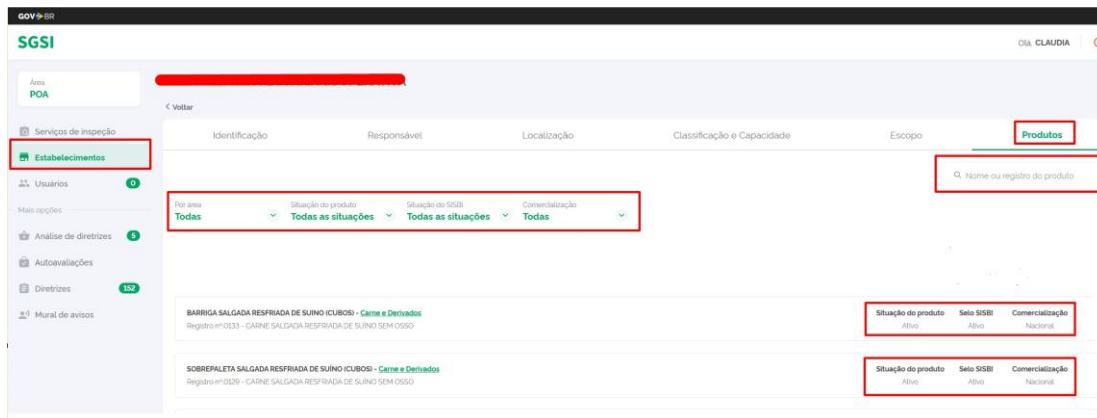 GOV BR
SGSI
Olá, CLAUDIA
Área
POA
< Voltar
Serviços de inspeção
Estabelecimentos
Usuários 0
Mais opções
Análise de diretrizes 5
Autoavaliações
Diretrizes 152
Mural de avisos
Identificação Responsável Localização Classificação e Capacidade Escopo Produtos
Nome ou registro do produto
Por área Situação do produto Situação do SISBI Comercialização
Todas Todas as situações Todas as situações Todas
BARRIGA SALGADA RESFRIADA DE SUINO (CUBOS) - Carne e Derivados
Registro nº:0133 - CARNE SALGADA RESFRIADA DE SUÍNO SEM OSSO
Situação do produto Selo SISBI Comercialização
Ativo Ativo Nacional
SOBREPALETA SALGADA RESFRIADA DE SUÍNO (CUBOS) - Carne e Derivados
Registro nº:0129 - CARNE SALGADA RESFRIADA DE SUÍNO SEM OSSO
Situação do produto Selo SISBI Comercialização
Ativo Ativo Nacional